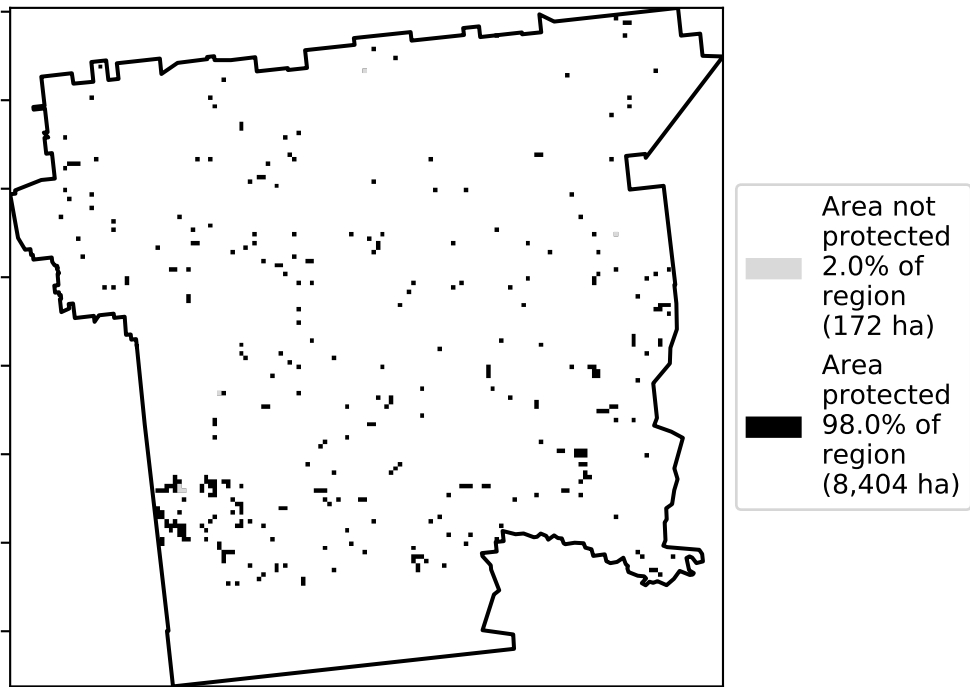 Area not
protected
2.0% of
region
(172 ha)
Area
protected
98.0% of
region
(8,404 ha)